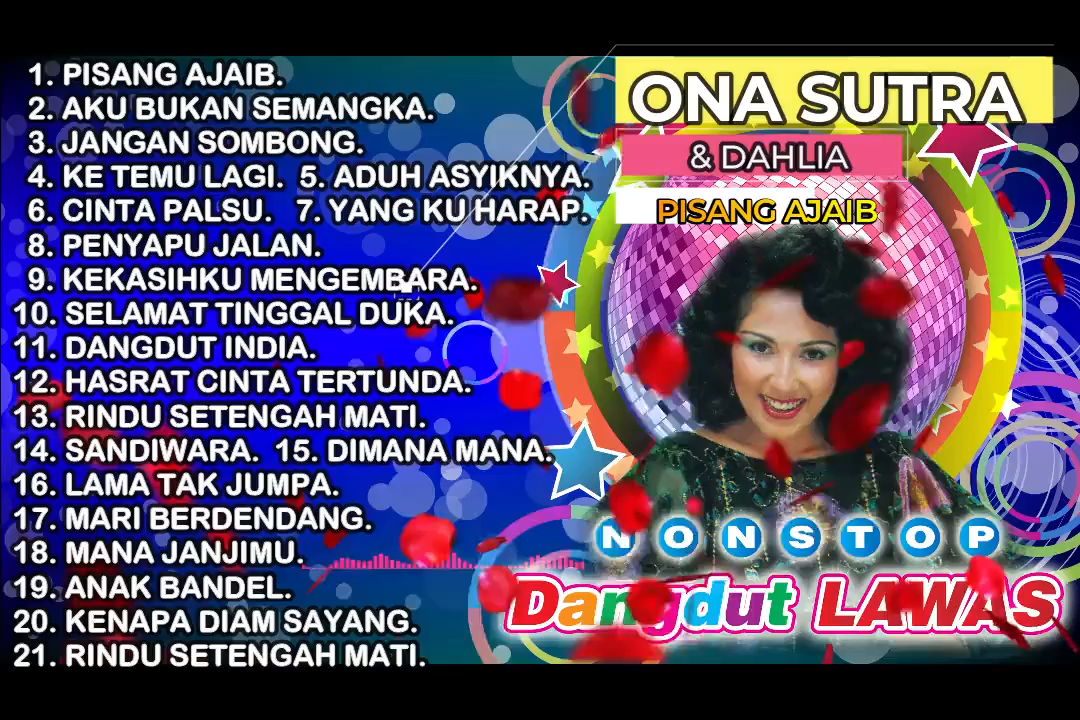 1. PISANG AJAIB.
2. AKU BUKAN SEMANGKA.
3. JANGAN SOMBONG.
4. KE TEMU LAGI. 5. ADUH ASYIKNYA.
6. CINTA PALSU. 7. YANG KU HARAP.
8. PENYAPU JALAN.
9. KEKASIHKU MENGEMBARA.
10. SELAMAT TINGGAL DUKA.
11. DANGDUT INDIA.
12. HASRAT CINTA TERTUNDA.
13. RINDU SETENGAH MATI.
14. SANDIWARA. 15. DIMANA MANA.
16. LAMA TAK JUMPA.
17. MARI BERDENDANG.
18. MANA JANJIMU.
19. ANAK BANDEL.
20. KENAPA DIAM SAYANG.
21. RINDU SETENGAH MATI.
ONA SUTRA
& DAHLIA
PISANG AJAIB
NONSTOP
Dangdut LAWAS